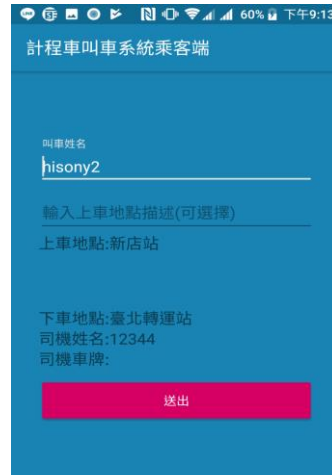 60% 下午9:13
計程車叫車系統乘客端
叫車姓名
hisony2
輸入上車地點描述(可選擇)
上車地點:新店站
下車地點:臺北轉運站
司機姓名:12344
司機車牌:
送出